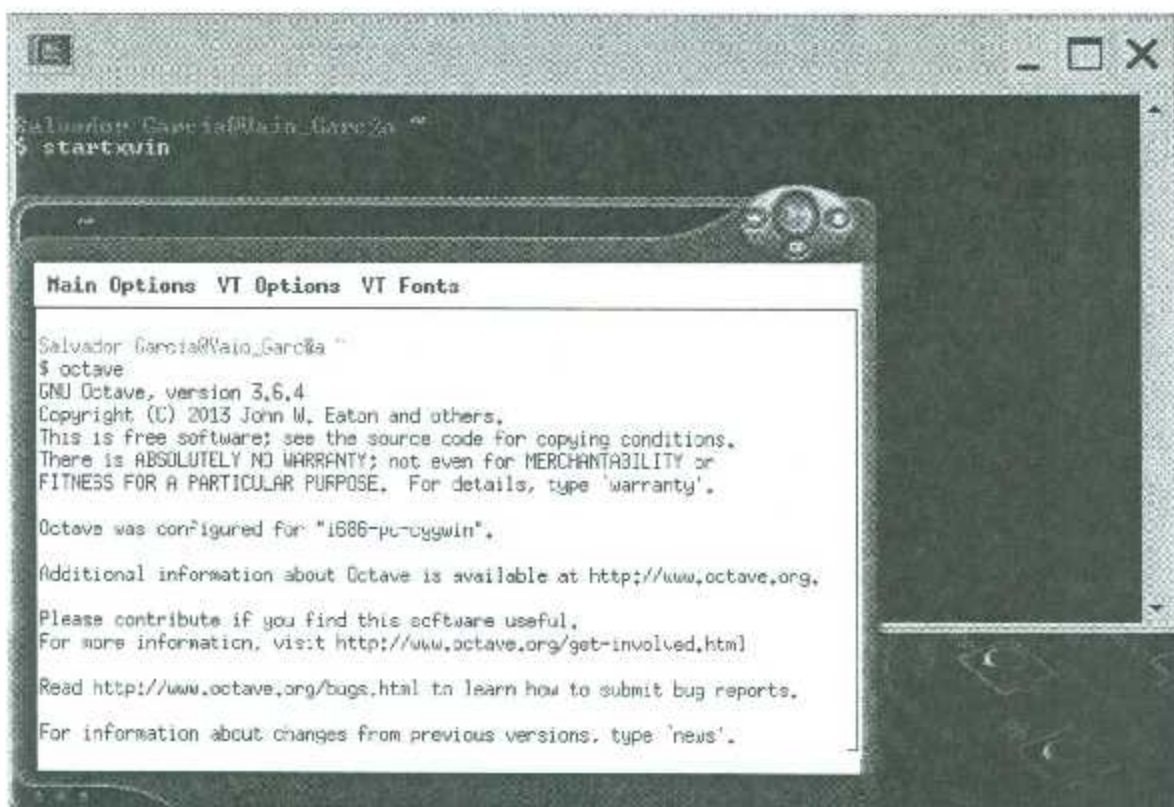 Salvador Garcia@Vaio_Garc%a ~
$ startxwin
~
Main Options VT Options VT Fonts
Salvador Garcia@Vaio_Garc%a ~
$ octave
GNU Octave, version 3.6.4
Copyright (C) 2013 John W. Eaton and others.
This is free software; see the source code for copying conditions.
There is ABSOLUTELY NO WARRANTY; not even for MERCHANTABILITY or
FITNESS FOR A PARTICULAR PURPOSE. For details, type `warranty'.
Octave was configured for "i686-pc-cygwin".
Additional information about Octave is available at http://www.octave.org.
Please contribute if you find this software useful.
For more information, visit http://www.octave.org/get-involved.html
Read http://www.octave.org/bugs.html to learn how to submit bug reports.
For information about changes from previous versions, type `news'.